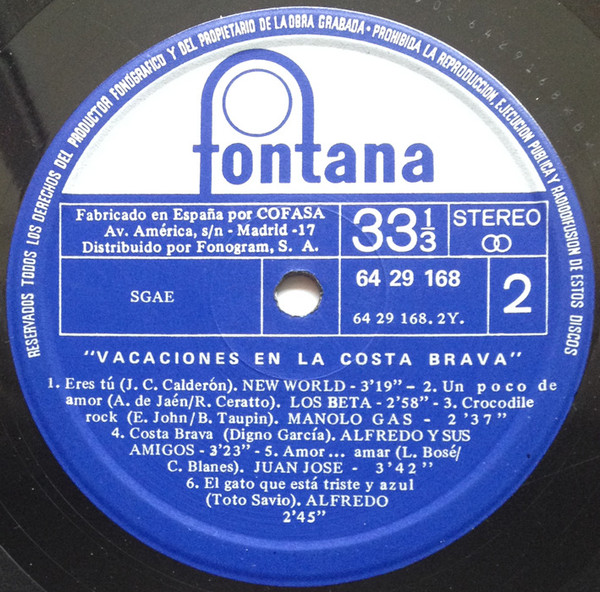 RESERVADOS TODOS LOS DERECHOS DEL PRODUCTOR FONOGRAFICO Y DEL PROPIETARIO DE LA OBRA GRABADA • PROHIBIDA LA REPRODUCCION, EJECUCION PUBLICA Y RADIODIFUSION DE ESTOS DISCOS
fontana
Fabricado en España por COFASA
Av. América, s/n - Madrid -17
Distribuido por Fonogram, S. A.
33 1/3
STEREO
SGAE
64 29 168
64 29 168. 2Y.
2
"VACACIONES EN LA COSTA BRAVA"
1. Eres tú (J. C. Calderón). NEW WORLD - 3'19" - 2. Un poco de
amor (A. de Jaén/R. Ceratto). LOS BETA - 2'58" - 3. Crocodile
rock (E. John/B. Taupin). MANOLO GAS - 2'37"
4. Costa Brava (Digno García). ALFREDO Y SUS
AMIGOS - 3'23" - 5. Amor... amar (L. Bosé/
C. Blanes). JUAN JOSE - 3'42"
6. El gato que está triste y azul
(Toto Savio). ALFREDO
2'45"